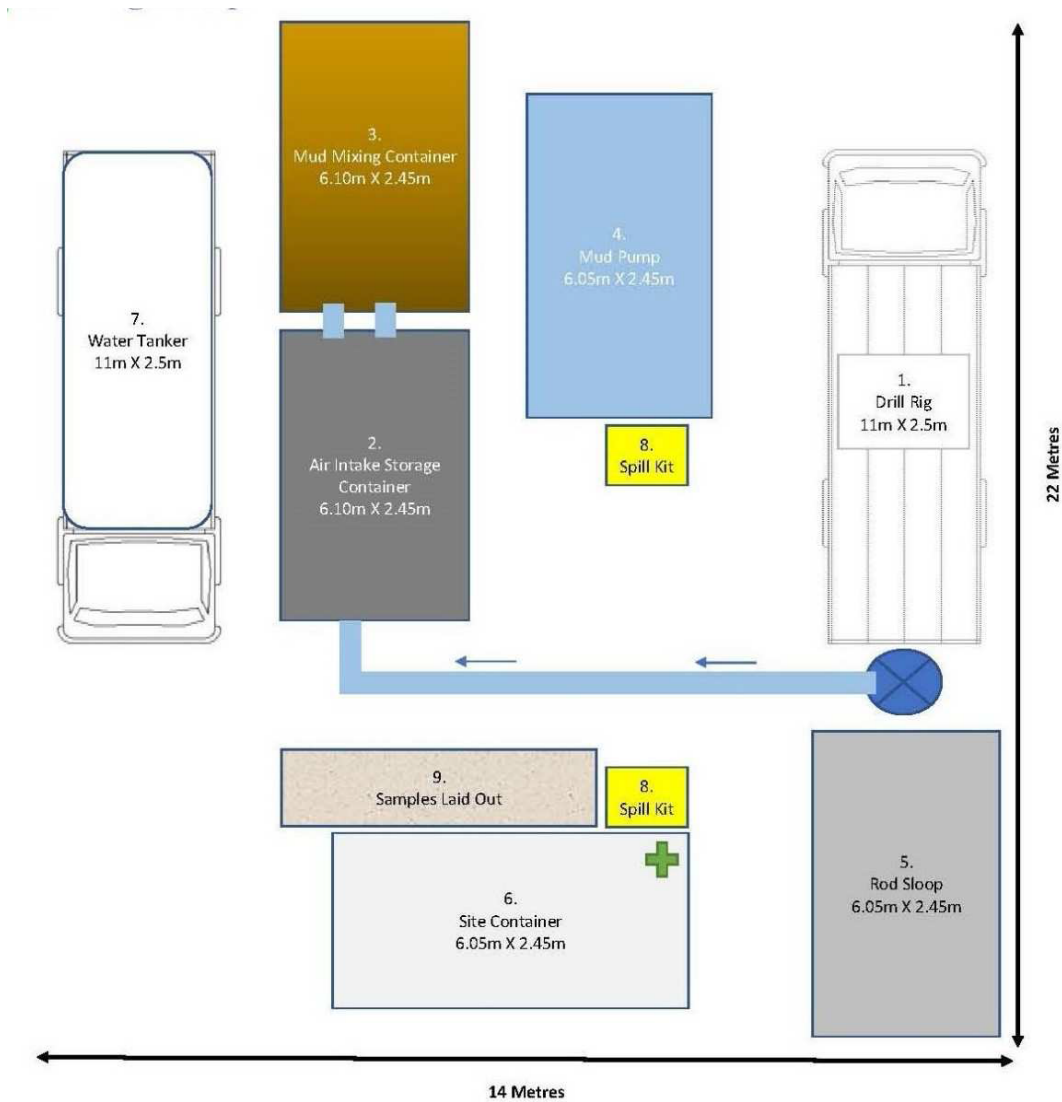 3.
Mud Mixing Container
6.10m X 2.45m
4.
Mud Pump
6.05m X 2.45m
7.
Water Tanker
11m X 2.5m
2.
Air Intake Storage
Container
6.10m X 2.45m
1.
Drill Rig
11m X 2.5m
8.
Spill Kit
22 Metres
9.
Samples Laid Out
8.
Spill Kit
6.
Site Container
6.05m X 2.45m
5.
Rod Sloop
6.05m X 2.45m
14 Metres